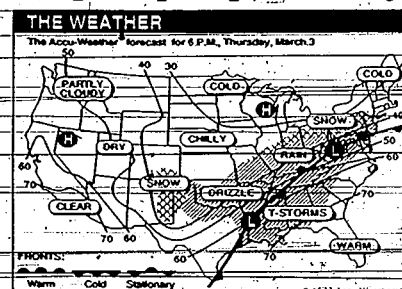 THE WEATHER
The Accu-Weather forecast for 6 P.M., Thursday, March 3
50
40
30
COLD
COLD
PARTLY
CLOUDY
H
H
SNOW
40
50
60
DRY
CHILLY
RAIN
L
60
70
SNOW
DRIZZLE
70
CLEAR
L
T-STORMS
70
60
60
70
WARM
FRONTS:
Warm
Cold
Stationary